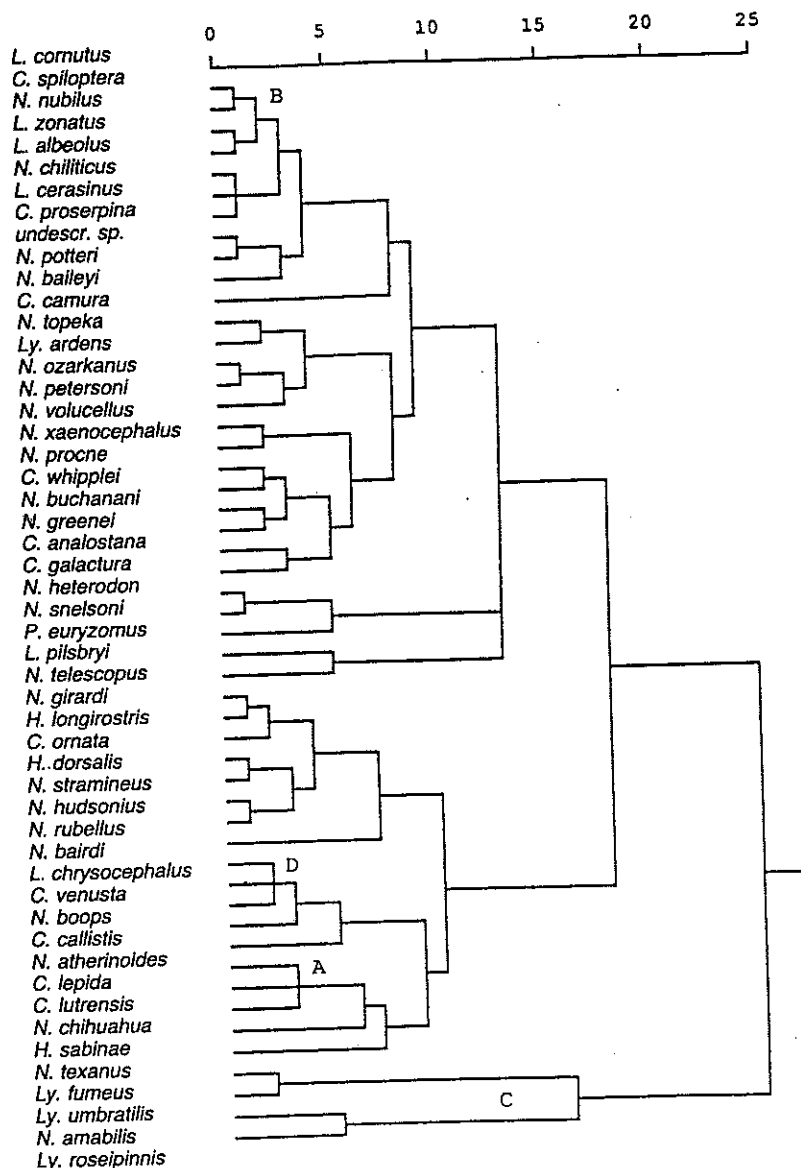 0 5 10 15 20 25
L. cornutus
C. spiloptera
N. nubilus B
L. zonatus
L. albeolus
N. chiliticus
L. cerasinus
C. proserpina
undescr. sp.
N. potteri
N. baileyi
C. camura
N. topeka
Ly. ardens
N. ozarkanus
N. petersoni
N. volucellus
N. xaenocephalus
N. procne
C. whipplei
N. buchanani
N. greenei
C. analostana
C. galactura
N. heterodon
N. snelsoni
P. euryzomus
L. pilsbryi
N. telescopus
N. girardi
H. longirostris
C. ornata
H. dorsalis
N. stramineus
N. hudsonius
N. rubellus
N. bairdi
L. chrysocephalus D
C. venusta
N. boops
C. callistis
N. atherinoides A
C. lepida
C. lutrensis
N. chihuahua
H. sabinae
N. texanus
Ly. fumeus C
Ly. umbratilis
N. amabilis
Ly. roseipinnis